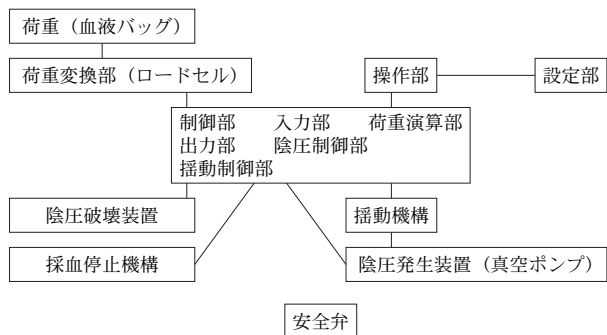 荷重（血液バッグ）
荷重変換部（ロードセル）
操作部
設定部
制御部 入力部 荷重演算部
出力部 陰圧制御部
揺動制御部
陰圧破壊装置
揺動機構
採血停止機構
陰圧発生装置（真空ポンプ）
安全弁